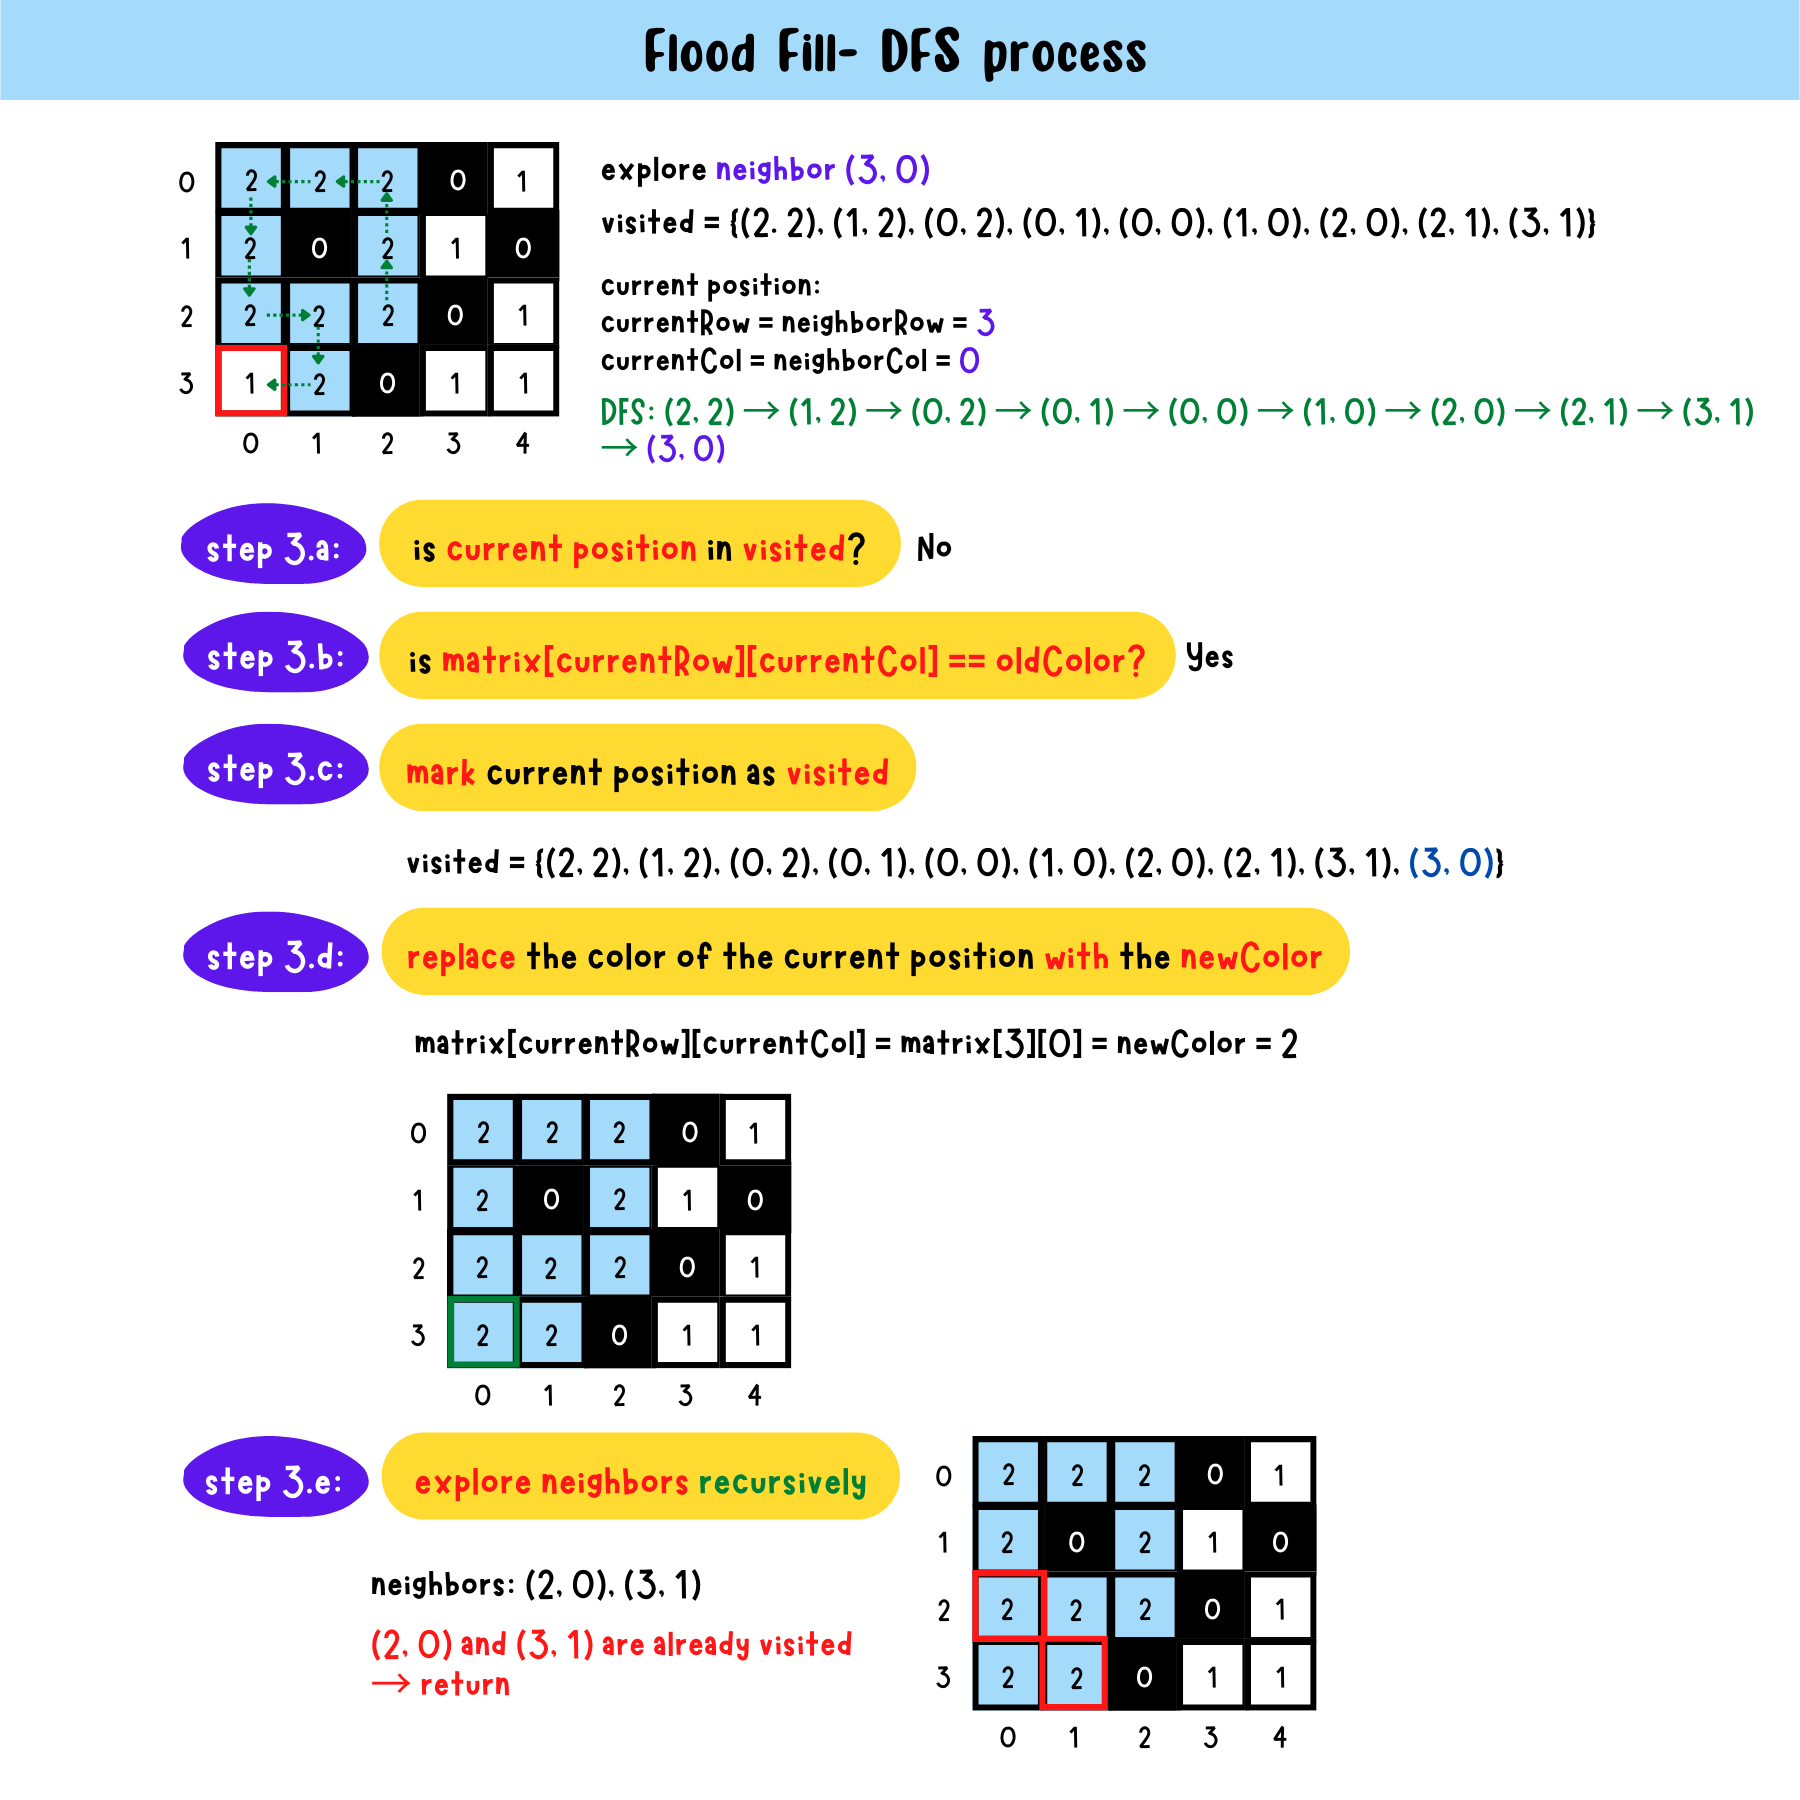 Flood Fill- DFS process
0 2 2 2 0 1
1 2 0 2 1 0
2 2 2 2 0 1
3 1 2 0 1 1
0 1 2 3 4
explore neighbor (3, 0)
visited = {(2. 2), (1, 2), (0, 2), (0, 1), (0, 0), (1, 0), (2, 0), (2, 1), (3, 1)}
current position:
currentRow = neighborRow = 3
currentCol = neighborCol = 0
DFS: (2, 2) → (1, 2) → (0, 2) → (0, 1) → (0, 0) → (1, 0) → (2, 0) → (2, 1) → (3, 1)
→ (3, 0)
step 3.a: is current position in visited? No
step 3.b: is matrix[currentRow][currentCol] == oldColor? Yes
step 3.c: mark current position as visited
visited = {(2, 2), (1, 2), (0, 2), (0, 1), (0, 0), (1, 0), (2, 0), (2, 1), (3, 1), (3, 0)}
step 3.d: replace the color of the current position with the newColor
matrix[currentRow][currentCol] = matrix[3][0] = newColor = 2
0 2 2 2 0 1
1 2 0 2 1 0
2 2 2 2 0 1
3 2 2 0 1 1
0 1 2 3 4
step 3.e: explore neighbors recursively
neighbors: (2, 0), (3, 1)
(2, 0) and (3, 1) are already visited
→ return
0 2 2 2 0 1
1 2 0 2 1 0
2 2 2 2 0 1
3 2 2 0 1 1
0 1 2 3 4